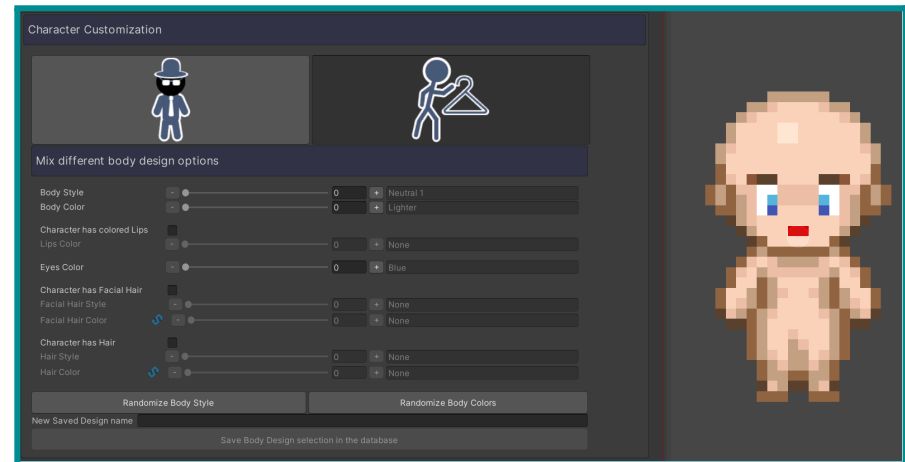 Character Customization
Mix different body design options
Body Style - 0 + Neutral 1
Body Color - 0 + Lighter
Character has colored Lips
Lips Color - 0 + None
Eyes Color - 0 + Blue
Character has Facial Hair
Facial Hair Style - 0 + None
Facial Hair Color - 0 + None
Character has Hair
Hair Style - 0 + None
Hair Color - 0 + None
Randomize Body Style Randomize Body Colors
New Saved Design name
Save Body Design selection in the database